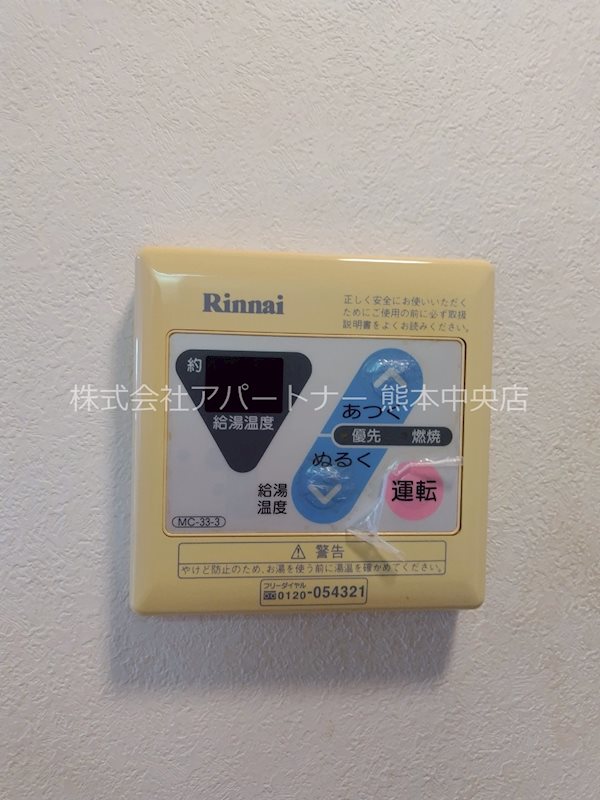 Rinnai
正しく安全にお使いいただく
ためにご使用の前に必ず取扱
説明書をよくお読みください。
約
給湯温度
あつく
優先 燃焼
ぬるく
給湯
温度
運転
MC-33-3
株式会社アパートナー 熊本中央店
⚠ 警告
やけど防止のため、お湯を使う前に湯温を確かめてください。
フリーダイヤル
0120-054321